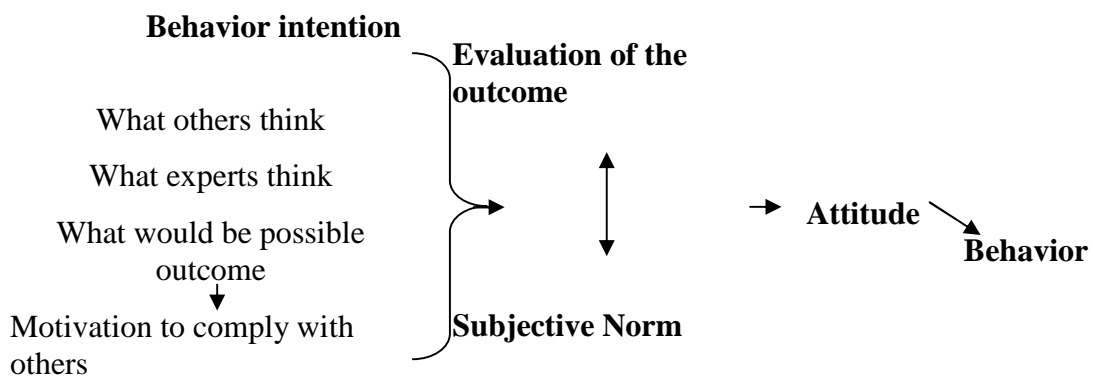 Behavior intention
Evaluation of the
outcome
What others think
What experts think
What would be possible
outcome
Motivation to comply with
others
Subjective Norm
Attitude
Behavior